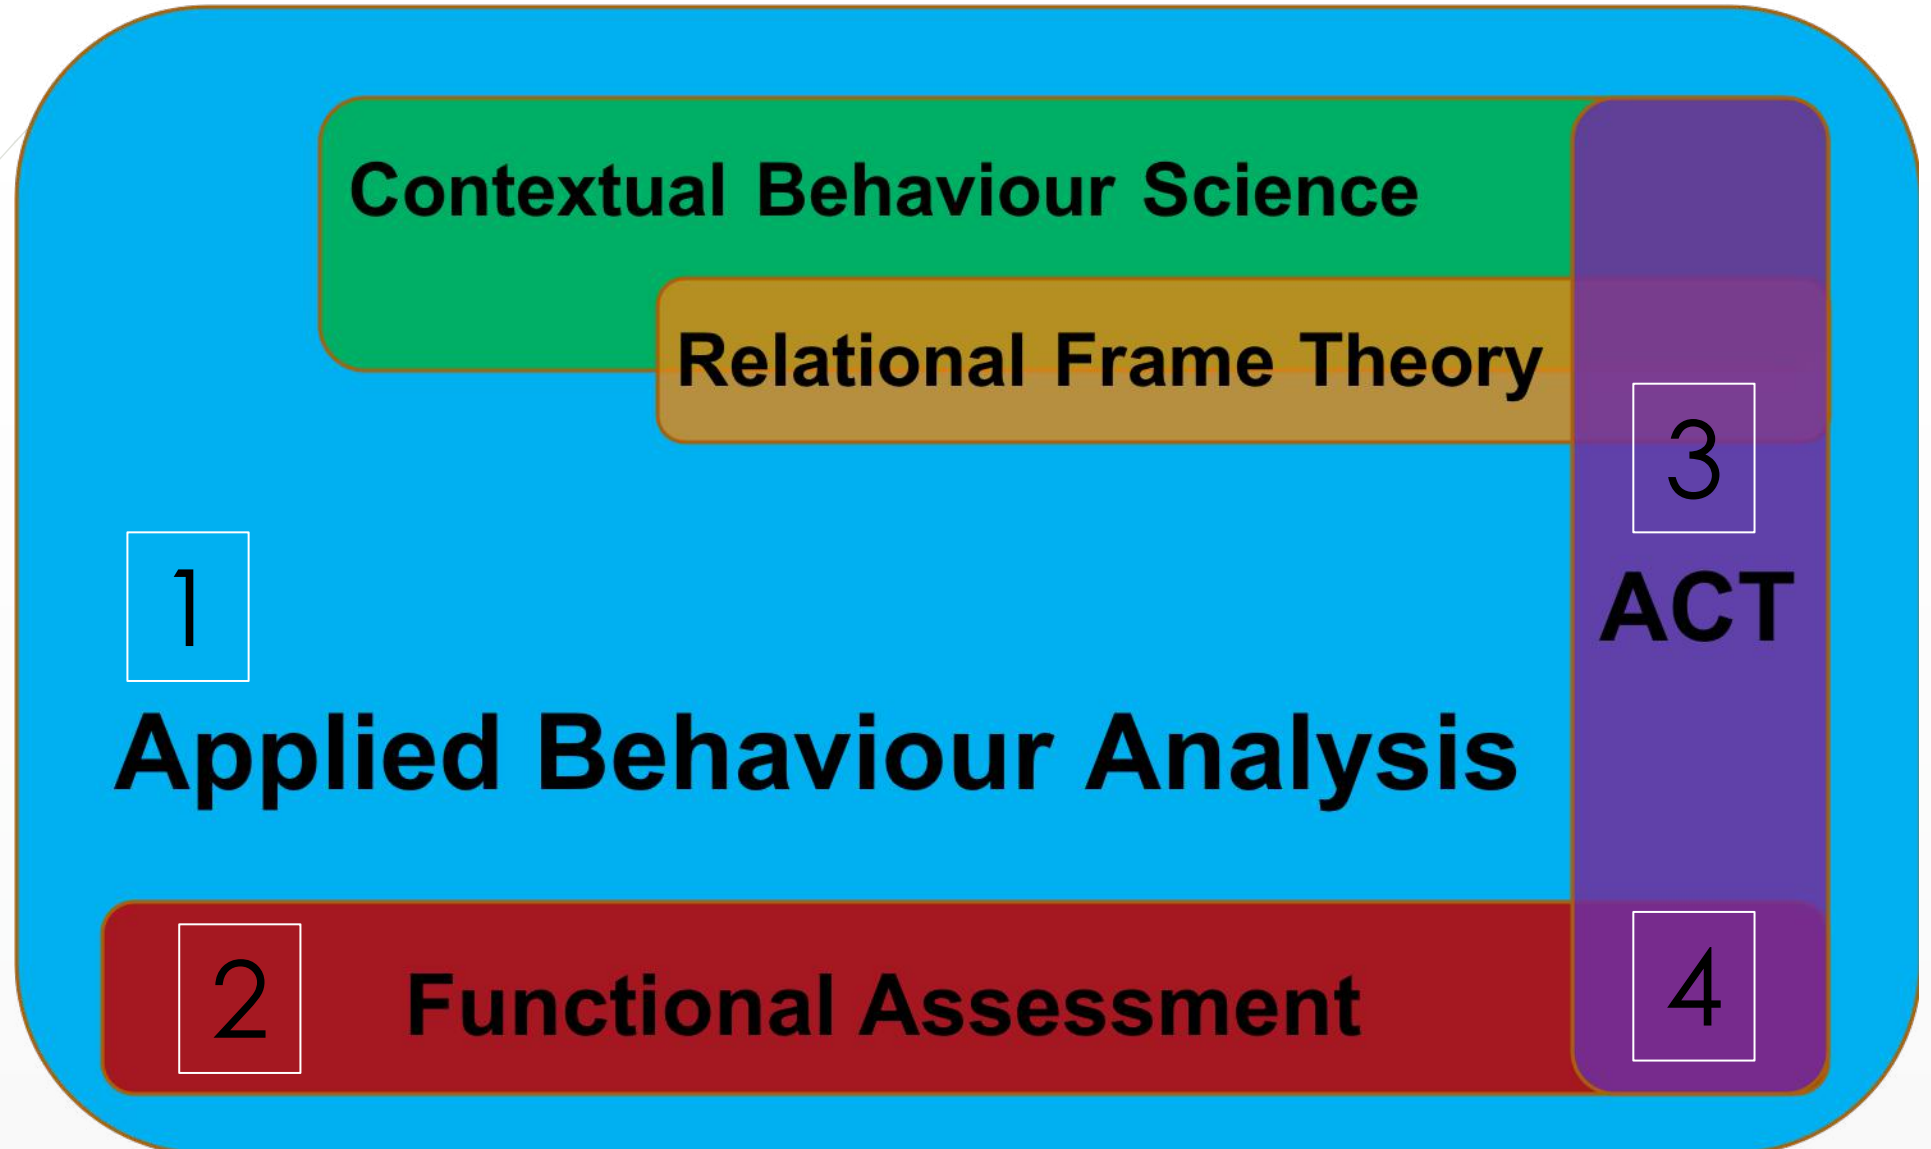 Contextual Behaviour Science
Relational Frame Theory
3
1
ACT
Applied Behaviour Analysis
2
Functional Assessment
4